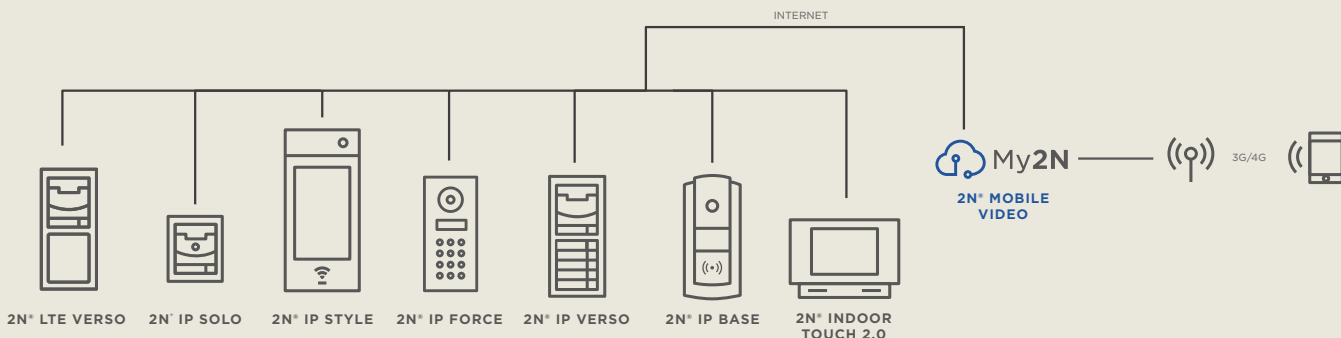 INTERNET
My2N
3G/4G
2N® MOBILE
VIDEO
2N® LTE VERSO
2N® IP SOLO
2N® IP STYLE
2N® IP FORCE
2N® IP VERSO
2N® IP BASE
2N® INDOOR
TOUCH 2.0